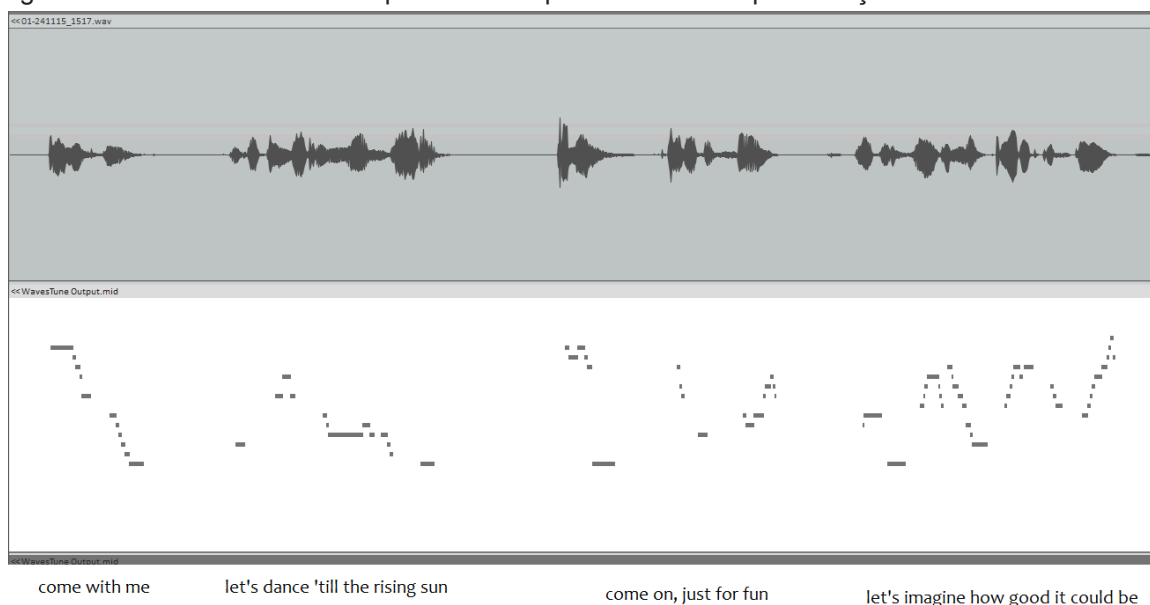 <<01-241115_1517.wav
<<WavesTune Output.mid
<<WavesTune Output.mid
come with me
let's dance 'till the rising sun
come on, just for fun
let's imagine how good it could be